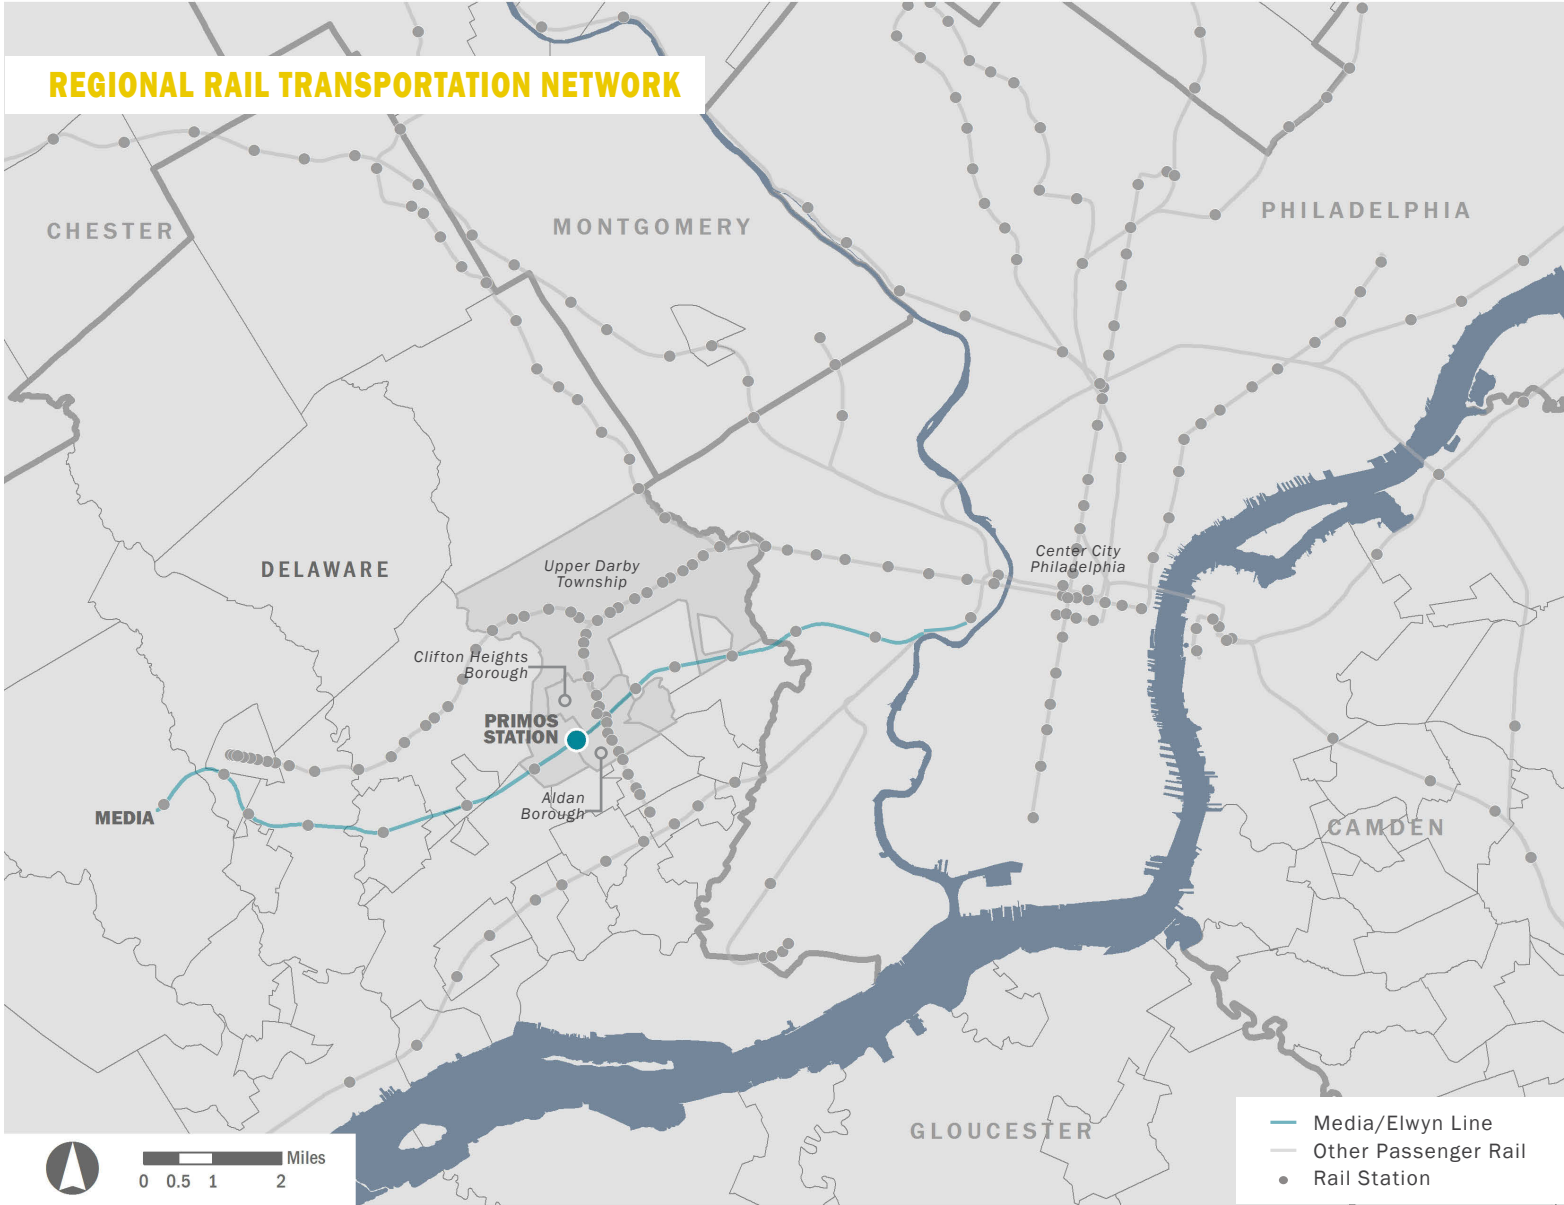 REGIONAL RAIL TRANSPORTATION NETWORK
CHESTER
MONTGOMERY
PHILADELPHIA
DELAWARE
Upper Darby
Township
Center City
Philadelphia
Clifton Heights
Borough
PRIMOS
STATION
Aldan
Borough
MEDIA
CAMDEN
GLOUCESTER
Media/Elwyn Line
Other Passenger Rail
Rail Station
Miles
0 0.5 1 2